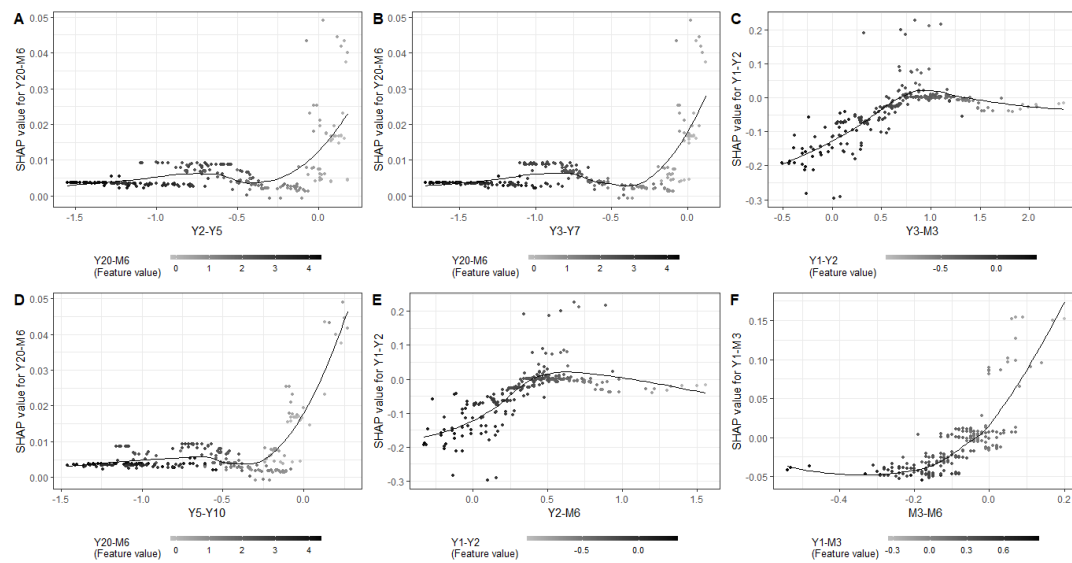 A
SHAP value for Y20-M6
0.05
0.04
0.03
0.02
0.01
0.00
-1.5 -1.0 -0.5 0.0
Y2-Y5
Y20-M6
(Feature value)
0 1 2 3 4
B
SHAP value for Y20-M6
0.05
0.04
0.03
0.02
0.01
0.00
-1.5 -1.0 -0.5 0.0
Y3-Y7
Y20-M6
(Feature value)
0 1 2 3 4
C
SHAP value for Y1-Y2
0.2
0.1
0.0
-0.1
-0.2
-0.3
-0.5 0.0 0.5 1.0 1.5 2.0
Y3-M3
Y1-Y2
(Feature value)
-0.5 0.0
D
SHAP value for Y20-M6
0.05
0.04
0.03
0.02
0.01
0.00
-1.5 -1.0 -0.5 0.0
Y5-Y10
Y20-M6
(Feature value)
0 1 2 3 4
E
SHAP value for Y1-Y2
0.2
0.1
0.0
-0.1
-0.2
-0.3
0.0 0.5 1.0 1.5
Y2-M6
Y1-Y2
(Feature value)
-0.5 0.0
F
SHAP value for Y1-M3
0.15
0.10
0.05
0.00
-0.05
-0.4 -0.2 0.0 0.2
M3-M6
Y1-M3
(Feature value)
-0.3 0.0 0.3 0.6